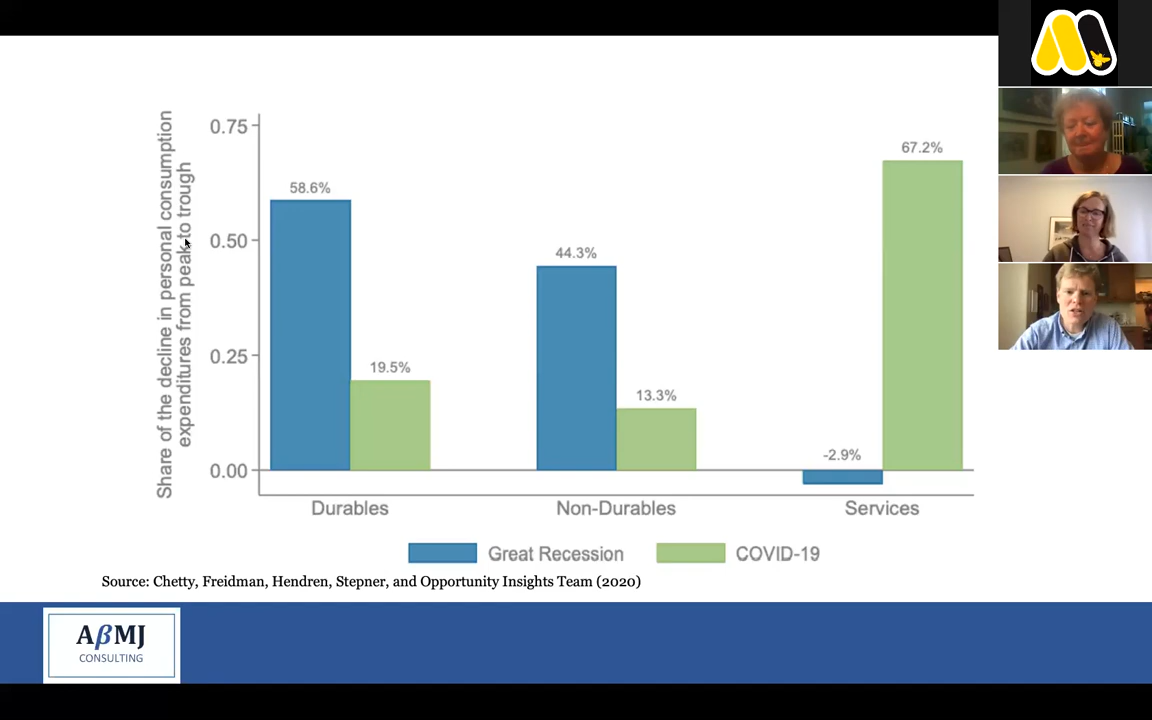 Share of the decline in personal consumption
expenditures from peak to trough
0.75
0.50
0.25
0.00
58.6%
19.5%
44.3%
13.3%
-2.9%
67.2%
Durables
Non-Durables
Services
Great Recession
COVID-19
Source: Chetty, Freidman, Hendren, Stepner, and Opportunity Insights Team (2020)
AβMJ
CONSULTING